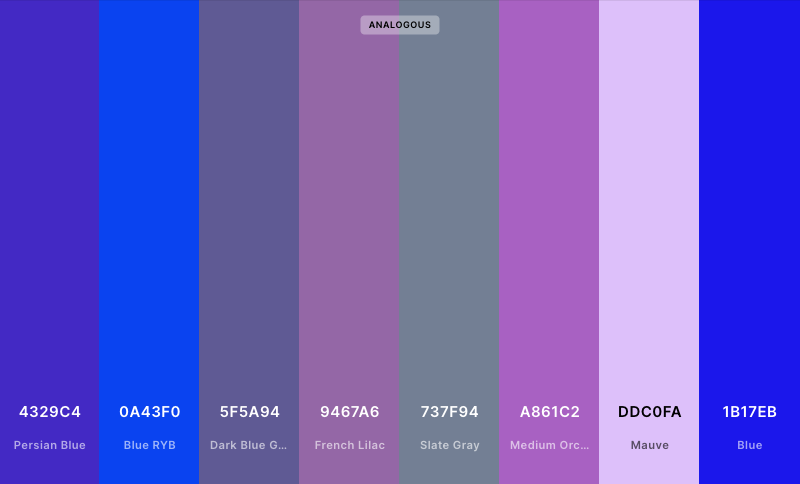 ANALOGOUS
4329C4 0A43F0 5F5A94 9467A6 737F94 A861C2 DDC0FA 1B17EB
Persian Blue Blue RYB Dark Blue G... French Lilac Slate Gray Medium Orc... Mauve Blue